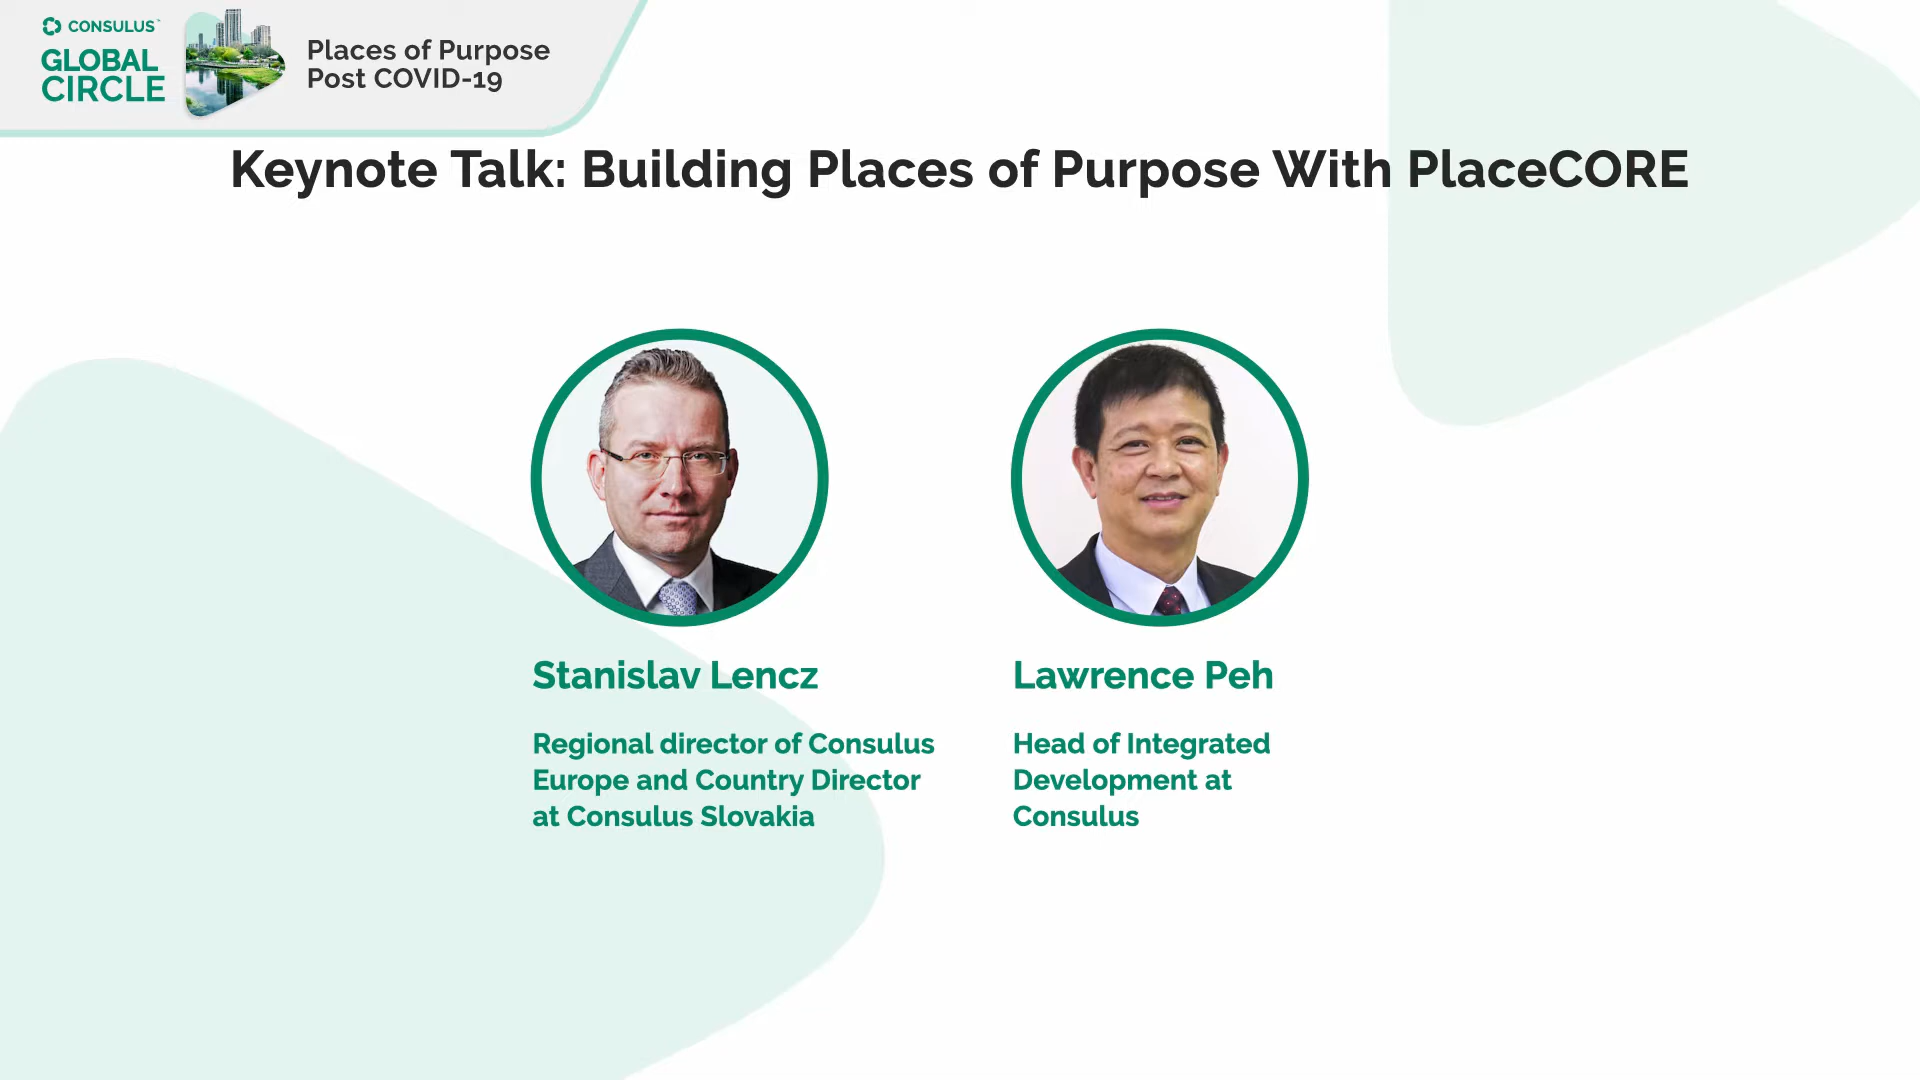 CONSULUS™
GLOBAL
CIRCLE
Places of Purpose
Post COVID-19
Keynote Talk: Building Places of Purpose With PlaceCORE
Stanislav Lencz
Regional director of Consulus
Europe and Country Director
at Consulus Slovakia
Lawrence Peh
Head of Integrated
Development at
Consulus